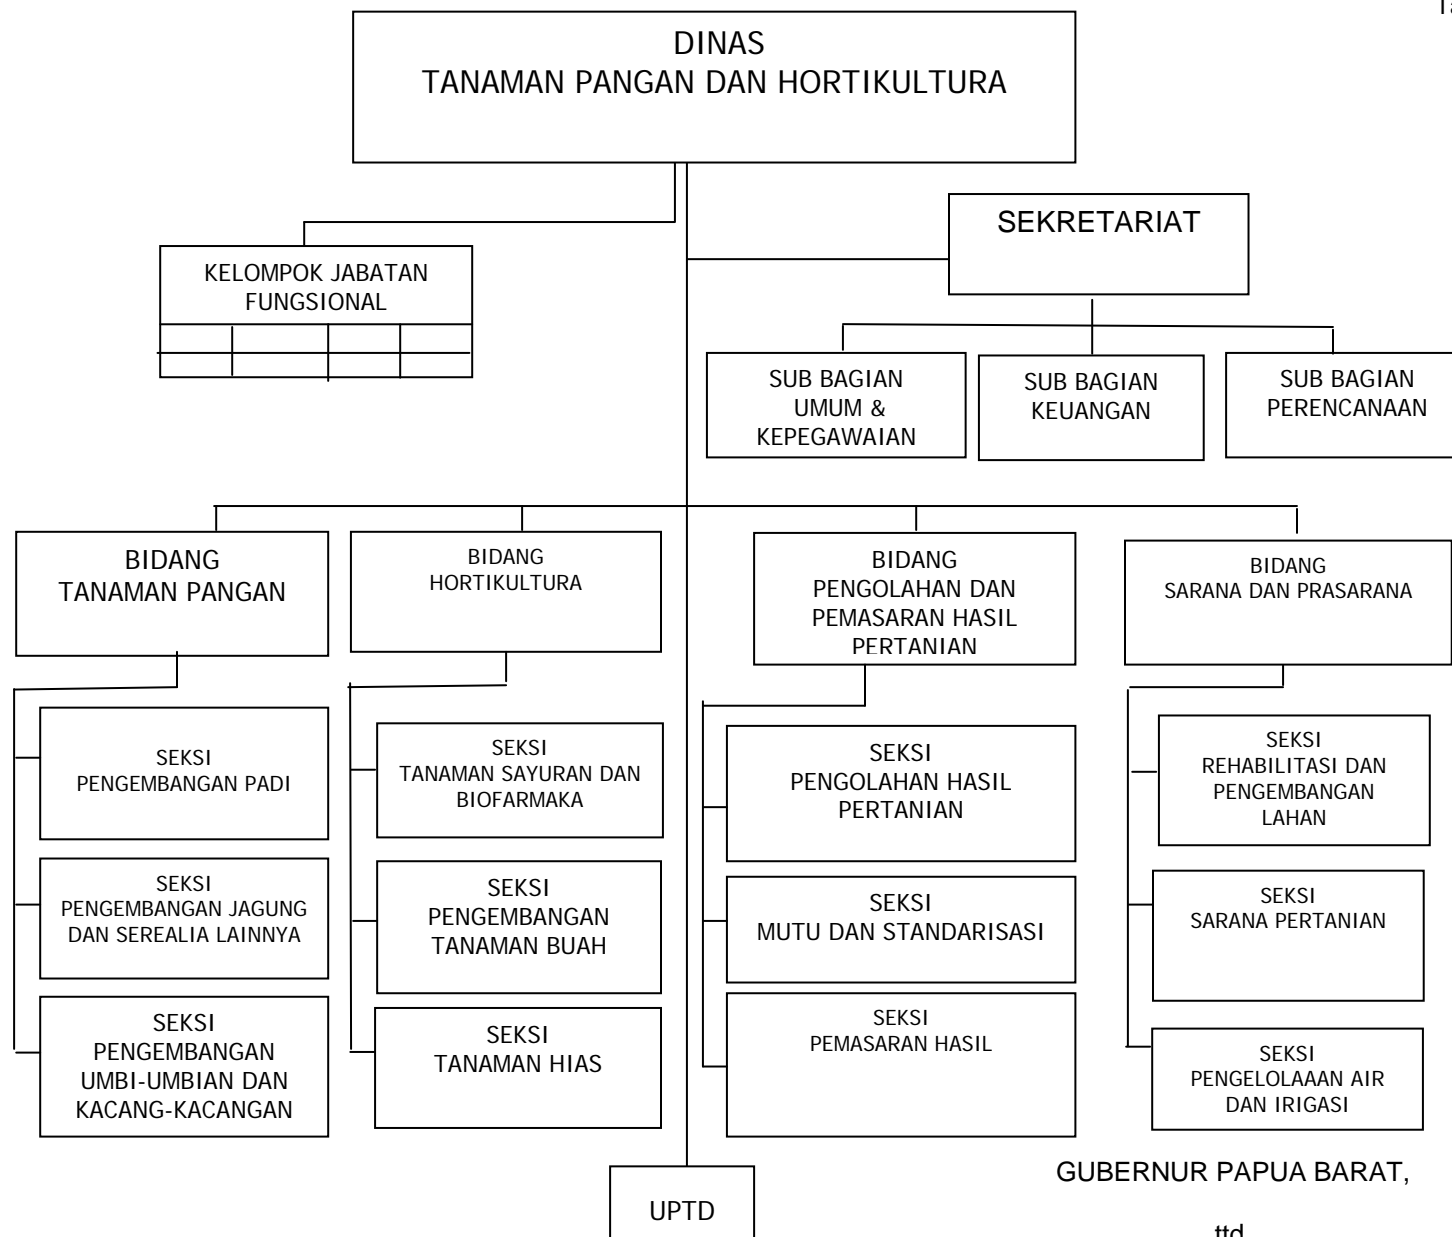 Ta
DINAS
TANAMAN PANGAN DAN HORTIKULTURA
SEKRETARIAT
KELOMPOK JABATAN
FUNGSIONAL
SUB BAGIAN
UMUM &
KEPEGAWAIAN
SUB BAGIAN
KEUANGAN
SUB BAGIAN
PERENCANAAN
BIDANG
TANAMAN PANGAN
BIDANG
HORTIKULTURA
BIDANG
PENGOLAHAN DAN
PEMASARAN HASIL
PERTANIAN
BIDANG
SARANA DAN PRASARANA
SEKSI
PENGEMBANGAN PADI
SEKSI
TANAMAN SAYURAN DAN
BIOFARMAKA
SEKSI
PENGOLAHAN HASIL
PERTANIAN
SEKSI
REHABILITASI DAN
PENGEMBANGAN
LAHAN
SEKSI
PENGEMBANGAN JAGUNG
DAN SEREALIA LAINNYA
SEKSI
PENGEMBANGAN
TANAMAN BUAH
SEKSI
MUTU DAN STANDARISASI
SEKSI
SARANA PERTANIAN
SEKSI
PENGEMBANGAN
UMBI-UMBIAN DAN
KACANG-KACANGAN
SEKSI
TANAMAN HIAS
SEKSI
PEMASARAN HASIL
SEKSI
PENGELOLAAAN AIR
DAN IRIGASI
GUBERNUR PAPUA BARAT,
UPTD
ttd